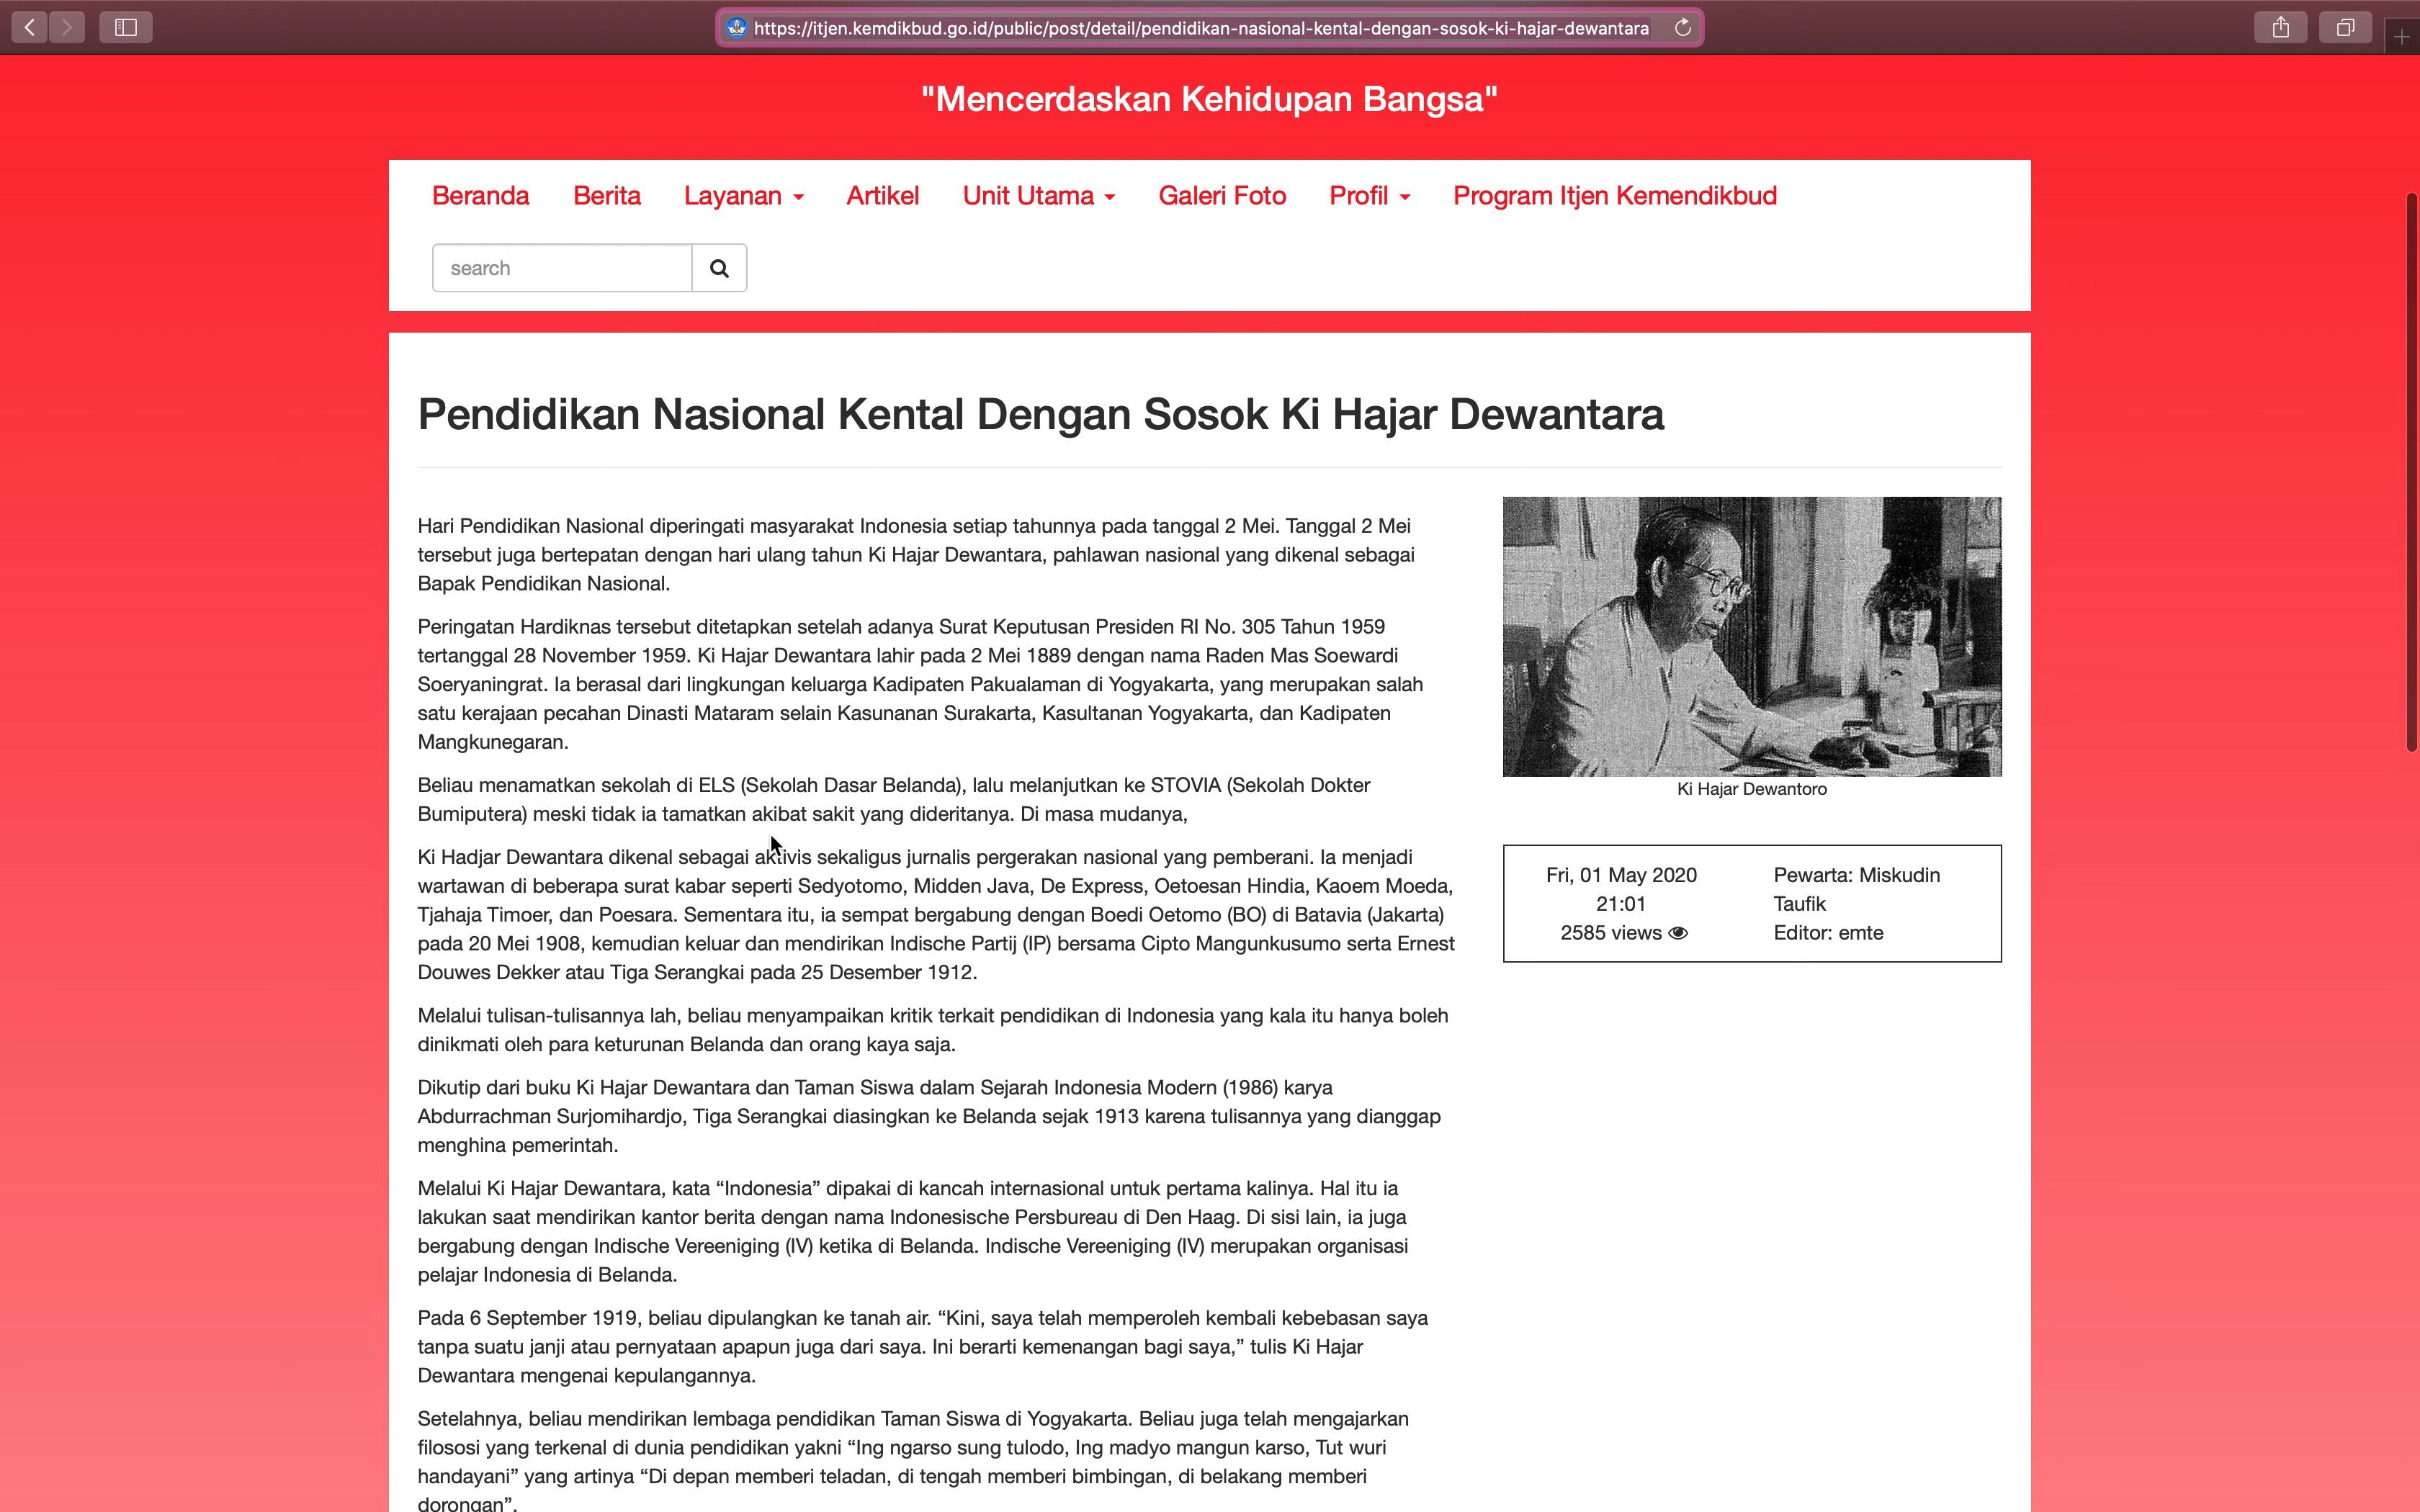 https://itjen.kemdikbud.go.id/public/post/detail/pendidikan-nasional-kental-dengan-sosok-ki-hajar-dewantara
"Mencerdaskan Kehidupan Bangsa"
Beranda Berita Layanan Artikel Unit Utama Galeri Foto Profil Program Itjen Kemendikbud
search
Pendidikan Nasional Kental Dengan Sosok Ki Hajar Dewantara
Hari Pendidikan Nasional diperingati masyarakat Indonesia setiap tahunnya pada tanggal 2 Mei. Tanggal 2 Mei
tersebut juga bertepatan dengan hari ulang tahun Ki Hajar Dewantara, pahlawan nasional yang dikenal sebagai
Bapak Pendidikan Nasional.
Peringatan Hardiknas tersebut ditetapkan setelah adanya Surat Keputusan Presiden RI No. 305 Tahun 1959
tertanggal 28 November 1959. Ki Hajar Dewantara lahir pada 2 Mei 1889 dengan nama Raden Mas Soewardi
Soeryaningrat. Ia berasal dari lingkungan keluarga Kadipaten Pakualaman di Yogyakarta, yang merupakan salah
satu kerajaan pecahan Dinasti Mataram selain Kasunanan Surakarta, Kasultanan Yogyakarta, dan Kadipaten
Mangkunegaran.
Beliau menamatkan sekolah di ELS (Sekolah Dasar Belanda), lalu melanjutkan ke STOVIA (Sekolah Dokter
Bumiputera) meski tidak ia tamatkan akibat sakit yang dideritanya. Di masa mudanya,
Ki Hadjar Dewantara dikenal sebagai aktivis sekaligus jurnalis pergerakan nasional yang pemberani. Ia menjadi
wartawan di beberapa surat kabar seperti Sedyotomo, Midden Java, De Express, Oetoesan Hindia, Kaoem Moeda,
Tjahaja Timoer, dan Poesara. Sementara itu, ia sempat bergabung dengan Boedi Oetomo (BO) di Batavia (Jakarta)
pada 20 Mei 1908, kemudian keluar dan mendirikan Indische Partij (IP) bersama Cipto Mangunkusumo serta Ernest
Douwes Dekker atau Tiga Serangkai pada 25 Desember 1912.
Melalui tulisan-tulisannya lah, beliau menyampaikan kritik terkait pendidikan di Indonesia yang kala itu hanya boleh
dinikmati oleh para keturunan Belanda dan orang kaya saja.
Dikutip dari buku Ki Hajar Dewantara dan Taman Siswa dalam Sejarah Indonesia Modern (1986) karya
Abdurrachman Surjomihardjo, Tiga Serangkai diasingkan ke Belanda sejak 1913 karena tulisannya yang dianggap
menghina pemerintah.
Melalui Ki Hajar Dewantara, kata “Indonesia” dipakai di kancah internasional untuk pertama kalinya. Hal itu ia
lakukan saat mendirikan kantor berita dengan nama Indonesische Persbureau di Den Haag. Di sisi lain, ia juga
bergabung dengan Indische Vereeniging (IV) ketika di Belanda. Indische Vereeniging (IV) merupakan organisasi
pelajar Indonesia di Belanda.
Pada 6 September 1919, beliau dipulangkan ke tanah air. “Kini, saya telah memperoleh kembali kebebasan saya
tanpa suatu janji atau pernyataan apapun juga dari saya. Ini berarti kemenangan bagi saya,” tulis Ki Hajar
Dewantara mengenai kepulangannya.
Setelahnya, beliau mendirikan lembaga pendidikan Taman Siswa di Yogyakarta. Beliau juga telah mengajarkan
filososi yang terkenal di dunia pendidikan yakni “Ing ngarso sung tulodo, Ing madyo mangun karso, Tut wuri
handayani” yang artinya “Di depan memberi teladan, di tengah memberi bimbingan, di belakang memberi
dorongan”.
Ki Hajar Dewantoro
Fri, 01 May 2020
21:01
2585 views
Pewarta: Miskudin
Taufik
Editor: emte